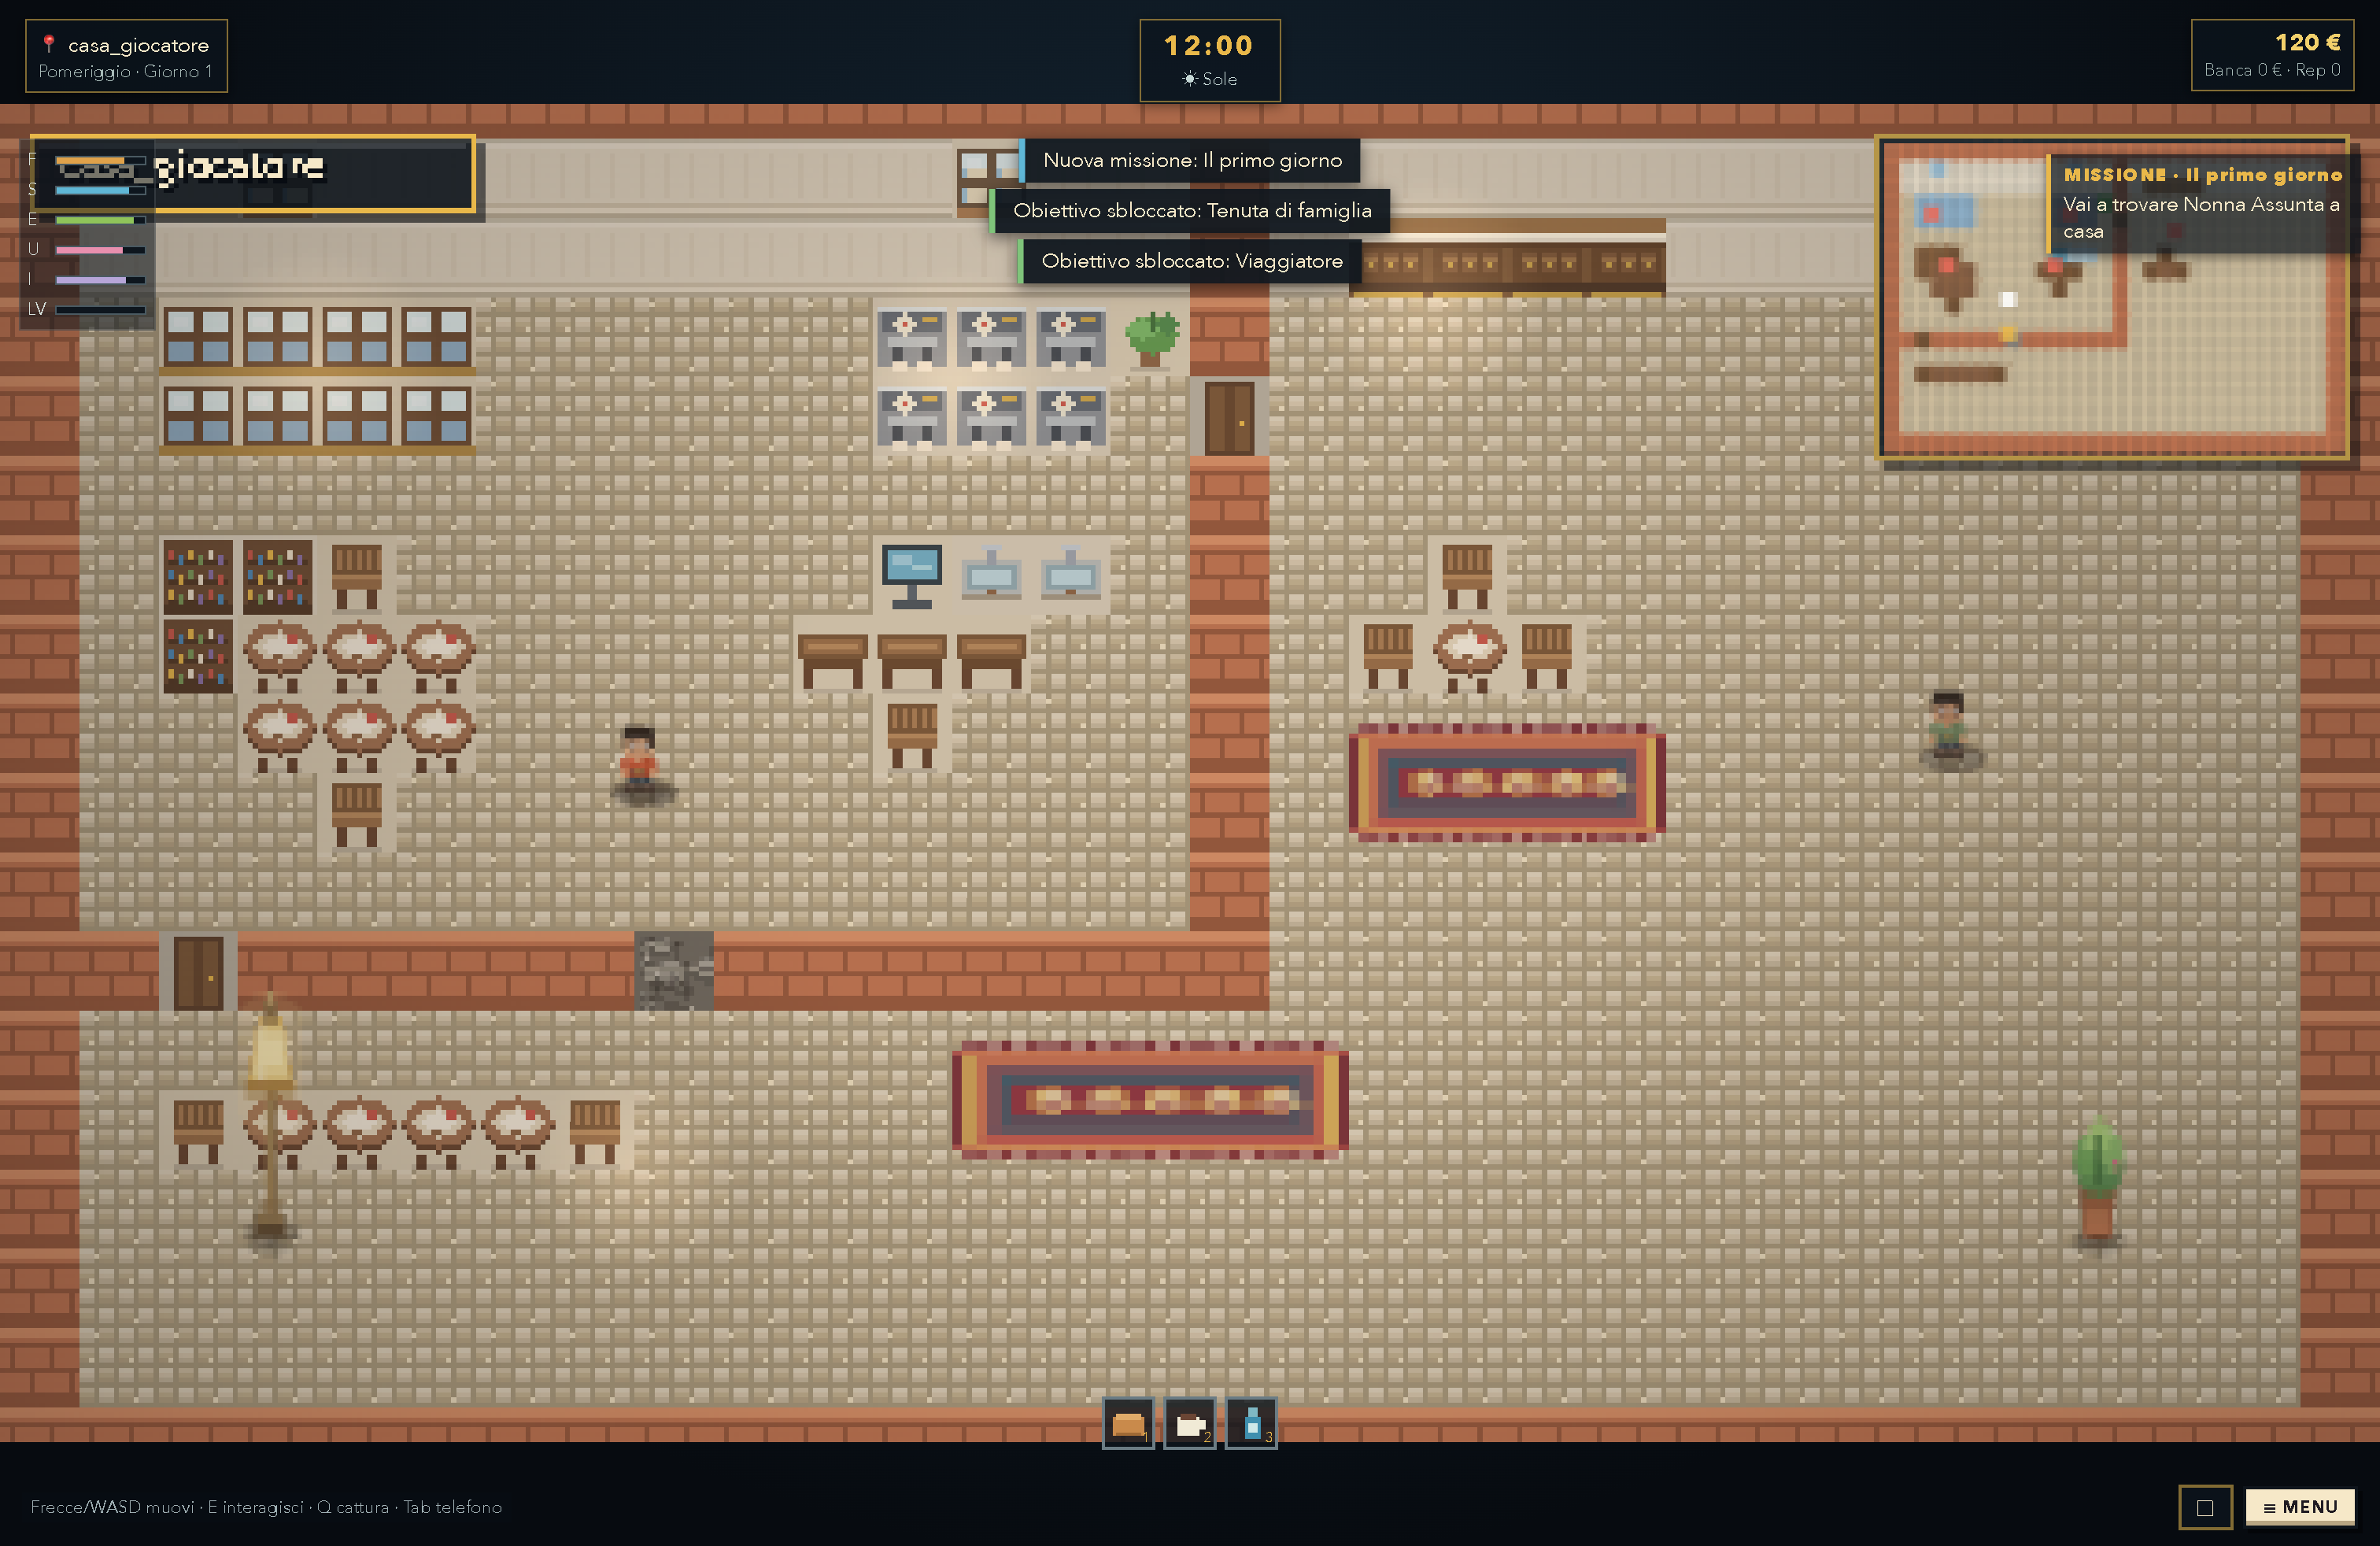 casa_giocatore
Pomeriggio · Giorno 1
12:00
Sole
120 €
Banca 0 € · Rep 0
giocatore
F
S
E
U
I
LV
Nuova missione: Il primo giorno
Obiettivo sbloccato: Tenuta di famiglia
Obiettivo sbloccato: Viaggiatore
MISSIONE · Il primo giorno
Vai a trovare Nonna Assunta a
casa
1
2
3
Frecce/WASD muovi · E interagisci · Q cattura · Tab telefono
≡ MENU